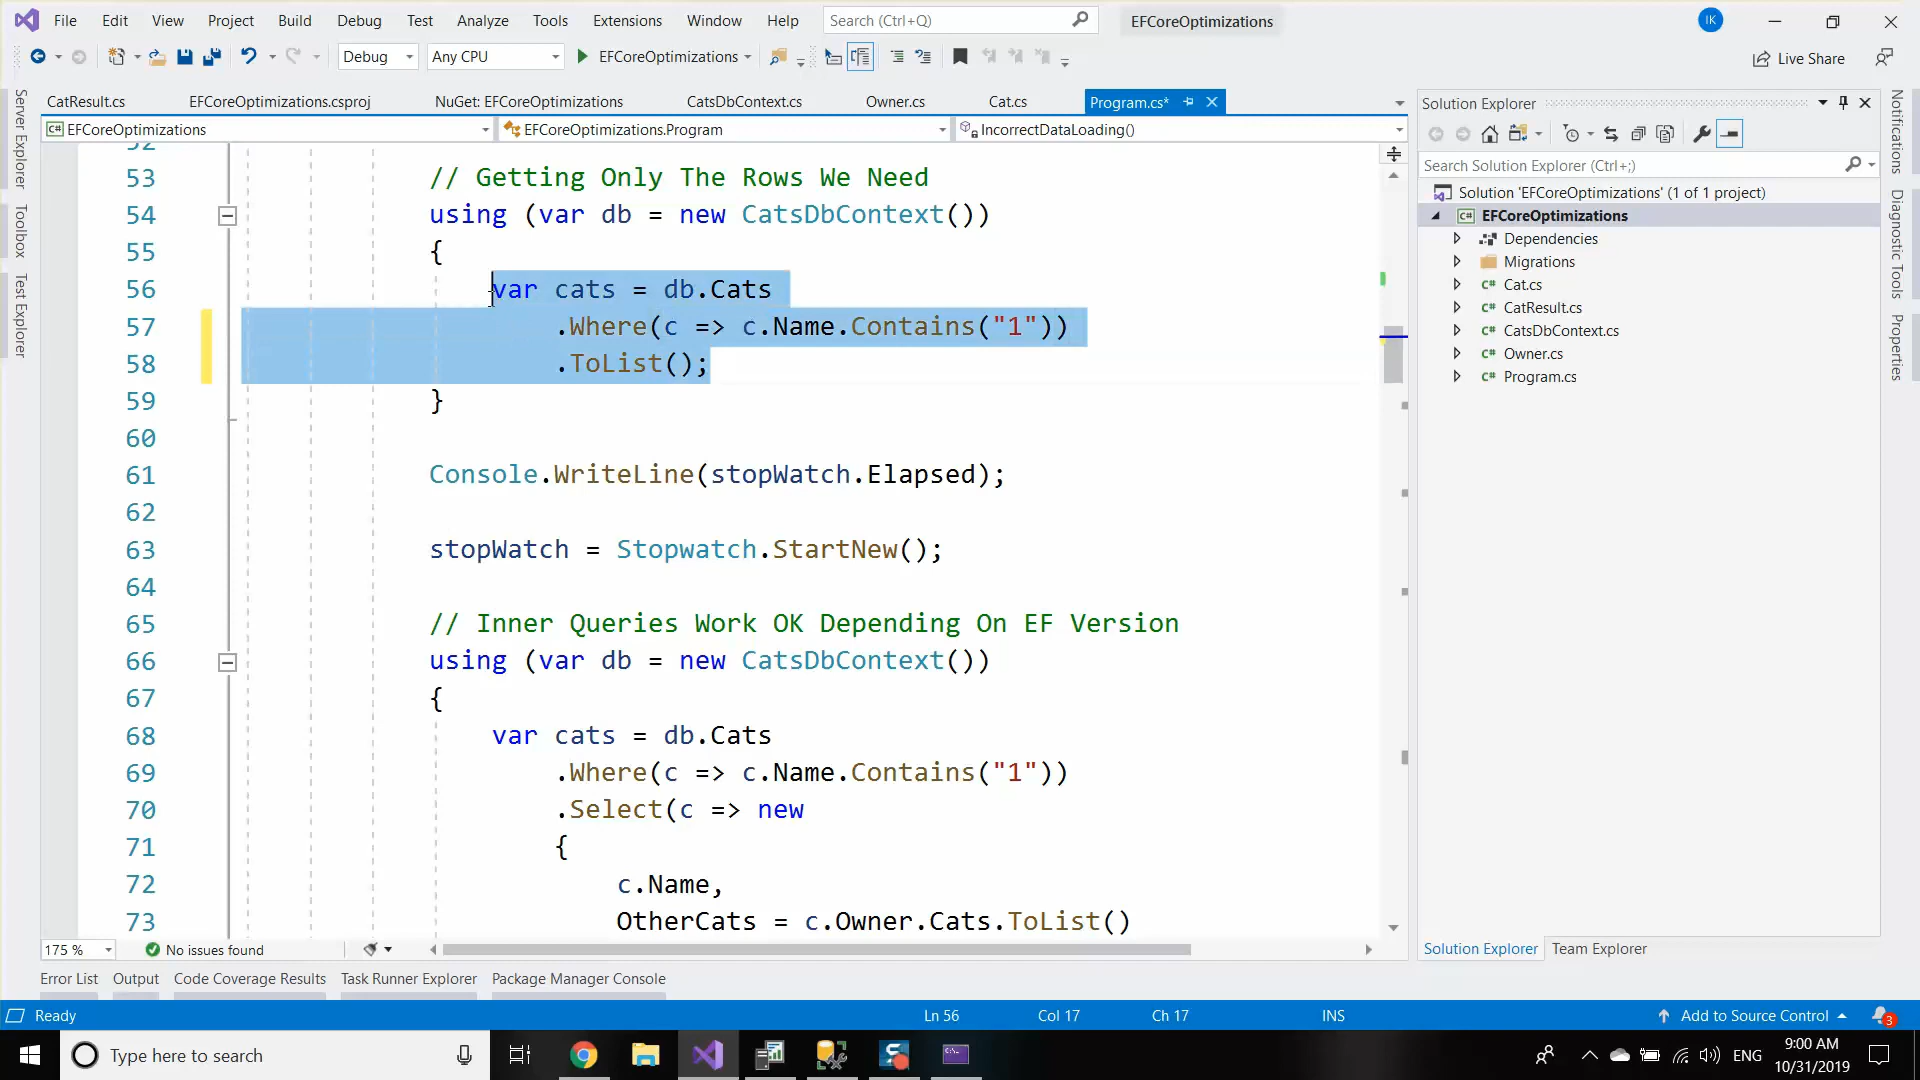 File Edit View Project Build Debug Test Analyze Tools Extensions Window Help Search (Ctrl+Q) EFCoreOptimizations IK
Debug Any CPU EFCoreOptimizations Live Share
CatResult.cs EFCoreOptimizations.csproj NuGet: EFCoreOptimizations CatsDbContext.cs Owner.cs Cat.cs Program.cs*
C# EFCoreOptimizations EFCoreOptimizations.Program IncorrectDataLoading()
Server Explorer
Toolbox
Test Explorer
52
53 // Getting Only The Rows We Need
54 using (var db = new CatsDbContext())
55 {
56 var cats = db.Cats
57 .Where(c => c.Name.Contains("1"))
58 .ToList();
59 }
60
61 Console.WriteLine(stopWatch.Elapsed);
62
63 stopWatch = Stopwatch.StartNew();
64
65 // Inner Queries Work OK Depending On EF Version
66 using (var db = new CatsDbContext())
67 {
68 var cats = db.Cats
69 .Where(c => c.Name.Contains("1"))
70 .Select(c => new
71 {
72 c.Name,
73 OtherCats = c.Owner.Cats.ToList()
175 % No issues found
Solution Explorer
Search Solution Explorer (Ctrl+;)
Solution 'EFCoreOptimizations' (1 of 1 project)
C# EFCoreOptimizations
Dependencies
Migrations
C# Cat.cs
C# CatResult.cs
C# CatsDbContext.cs
C# Owner.cs
C# Program.cs
Solution Explorer Team Explorer
Notifications
Diagnostic Tools
Properties
Error List Output Code Coverage Results Task Runner Explorer Package Manager Console
Ready Ln 56 Col 17 Ch 17 INS Add to Source Control 3
Type here to search ENG 9:00 AM
10/31/2019